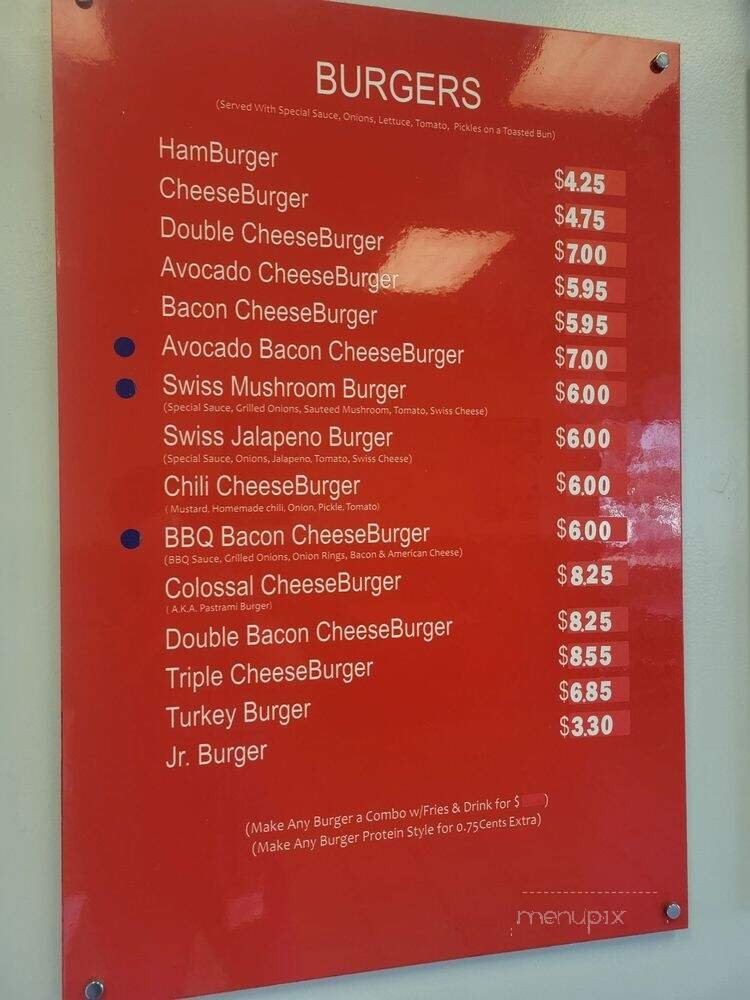 BURGERS
(Served With Special Sauce, Onions, Lettuce, Tomato, Pickles on a Toasted Bun)
HamBurger $4.25
CheeseBurger $4.75
Double CheeseBurger $7.00
Avocado CheeseBurger $5.95
Bacon CheeseBurger $5.95
Avocado Bacon CheeseBurger $7.00
Swiss Mushroom Burger $6.00
(Special Sauce, Grilled Onions, Sauteed Mushroom, Tomato, Swiss Cheese)
Swiss Jalapeno Burger $6.00
(Special Sauce, Onions, Jalapeno, Tomato, Swiss Cheese)
Chili CheeseBurger $6.00
( Mustard, Homemade chili, Onion, Pickle, Tomato)
BBQ Bacon CheeseBurger $6.00
(BBQ Sauce, Grilled Onions, Onion Rings, Bacon & American Cheese)
Colossal CheeseBurger $8.25
( A.K.A. Pastrami Burger)
Double Bacon CheeseBurger $8.25
Triple CheeseBurger $8.55
Turkey Burger $6.85
Jr. Burger $3.30
(Make Any Burger a Combo w/Fries & Drink for $ )
(Make Any Burger Protein Style for 0.75Cents Extra)
menupix